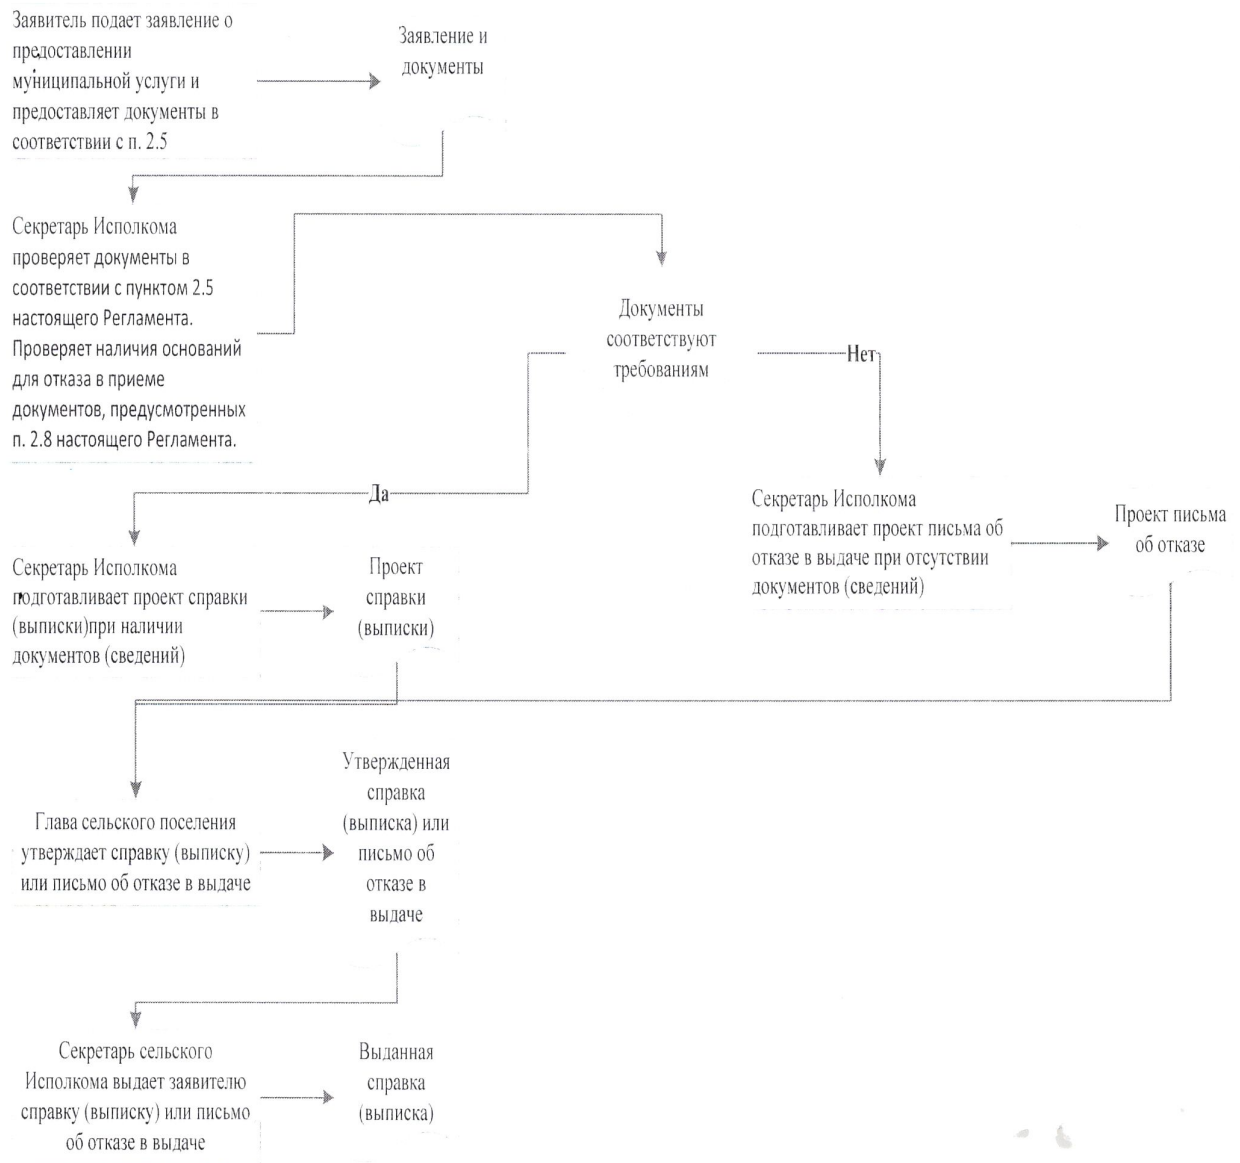 Заявитель подает заявление о
предоставлении
муниципальной услуги и
предоставляет документы в
соответствии с п. 2.5
Заявление и
документы
Секретарь Исполкома
проверяет документы в
соответствии с пунктом 2.5
настоящего Регламента.
Проверяет наличия оснований
для отказа в приеме
документов, предусмотренных
п. 2.8 настоящего Регламента.
Документы
соответствуют
требованиям
Нет
Да
Секретарь Исполкома
подготавливает проект письма об
отказе в выдаче при отсутствии
документов (сведений)
Проект письма
об отказе
Секретарь Исполкома
подготавливает проект справки
(выписки)при наличии
документов (сведений)
Проект
справки
(выписки)
Глава сельского поселения
утверждает справку (выписку)
или письмо об отказе в выдаче
Утвержденная
справка
(выписка) или
письмо об
отказе в
выдаче
Секретарь сельского
Исполкома выдает заявителю
справку (выписку) или письмо
об отказе в выдаче
Выданная
справка
(выписка)